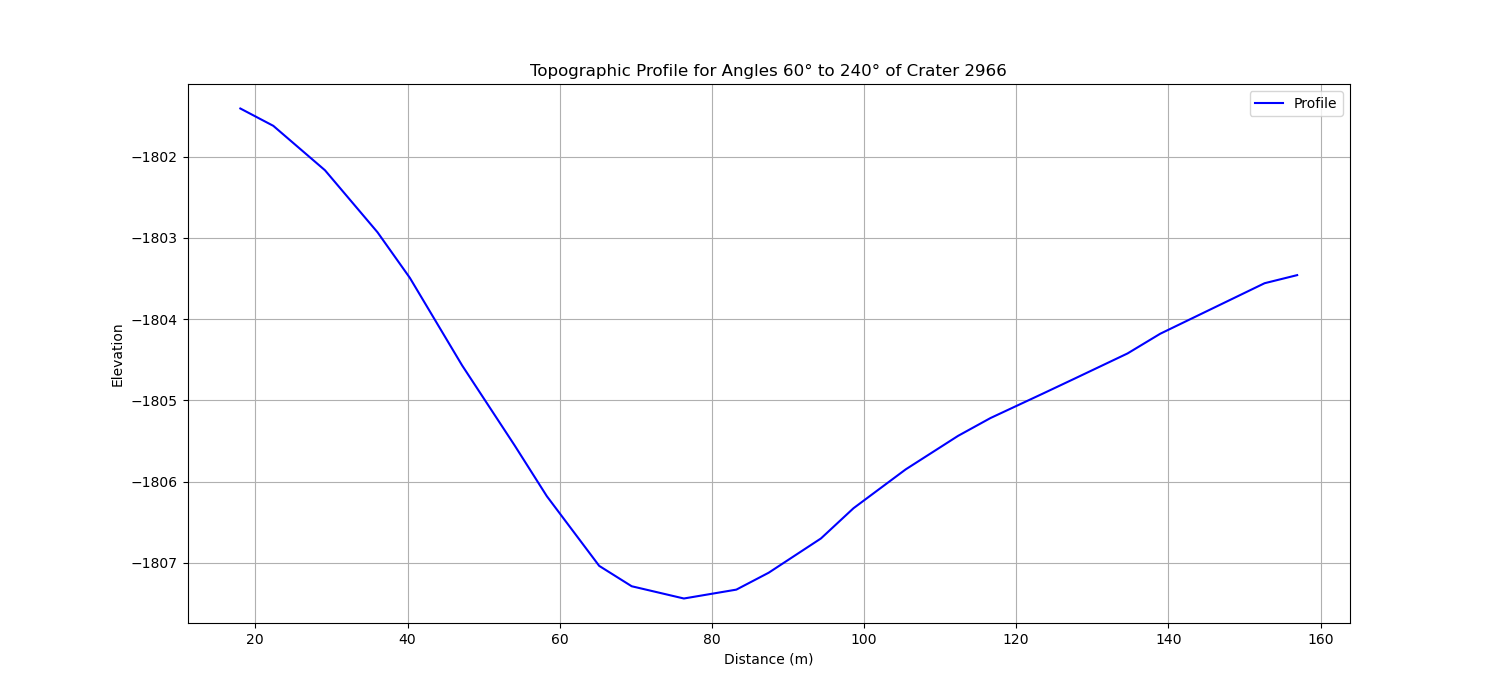 Topographic Profile for Angles 60° to 240° of Crater 2966
Profile
−1802
−1803
−1804
−1805
−1806
−1807
Elevation
20 40 60 80 100 120 140 160
Distance (m)